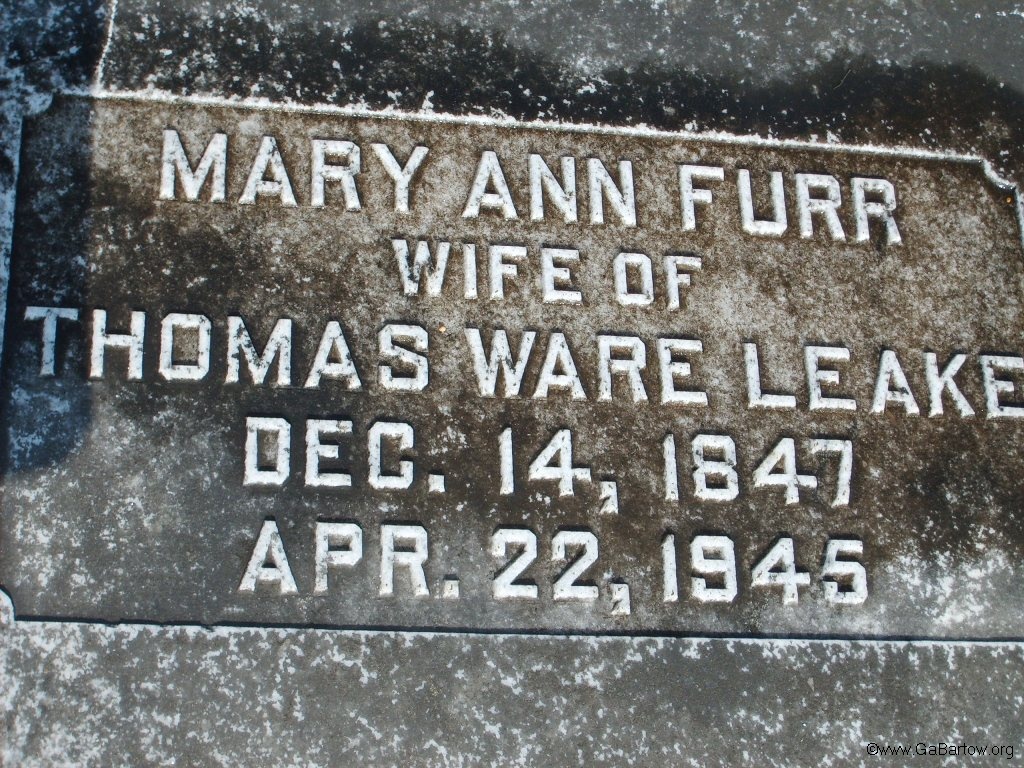 MARY ANN FURR
WIFE OF
THOMAS WARE LEAKE
DEC. 14, 1847
APR. 22, 1945
©www.GaBartow.org